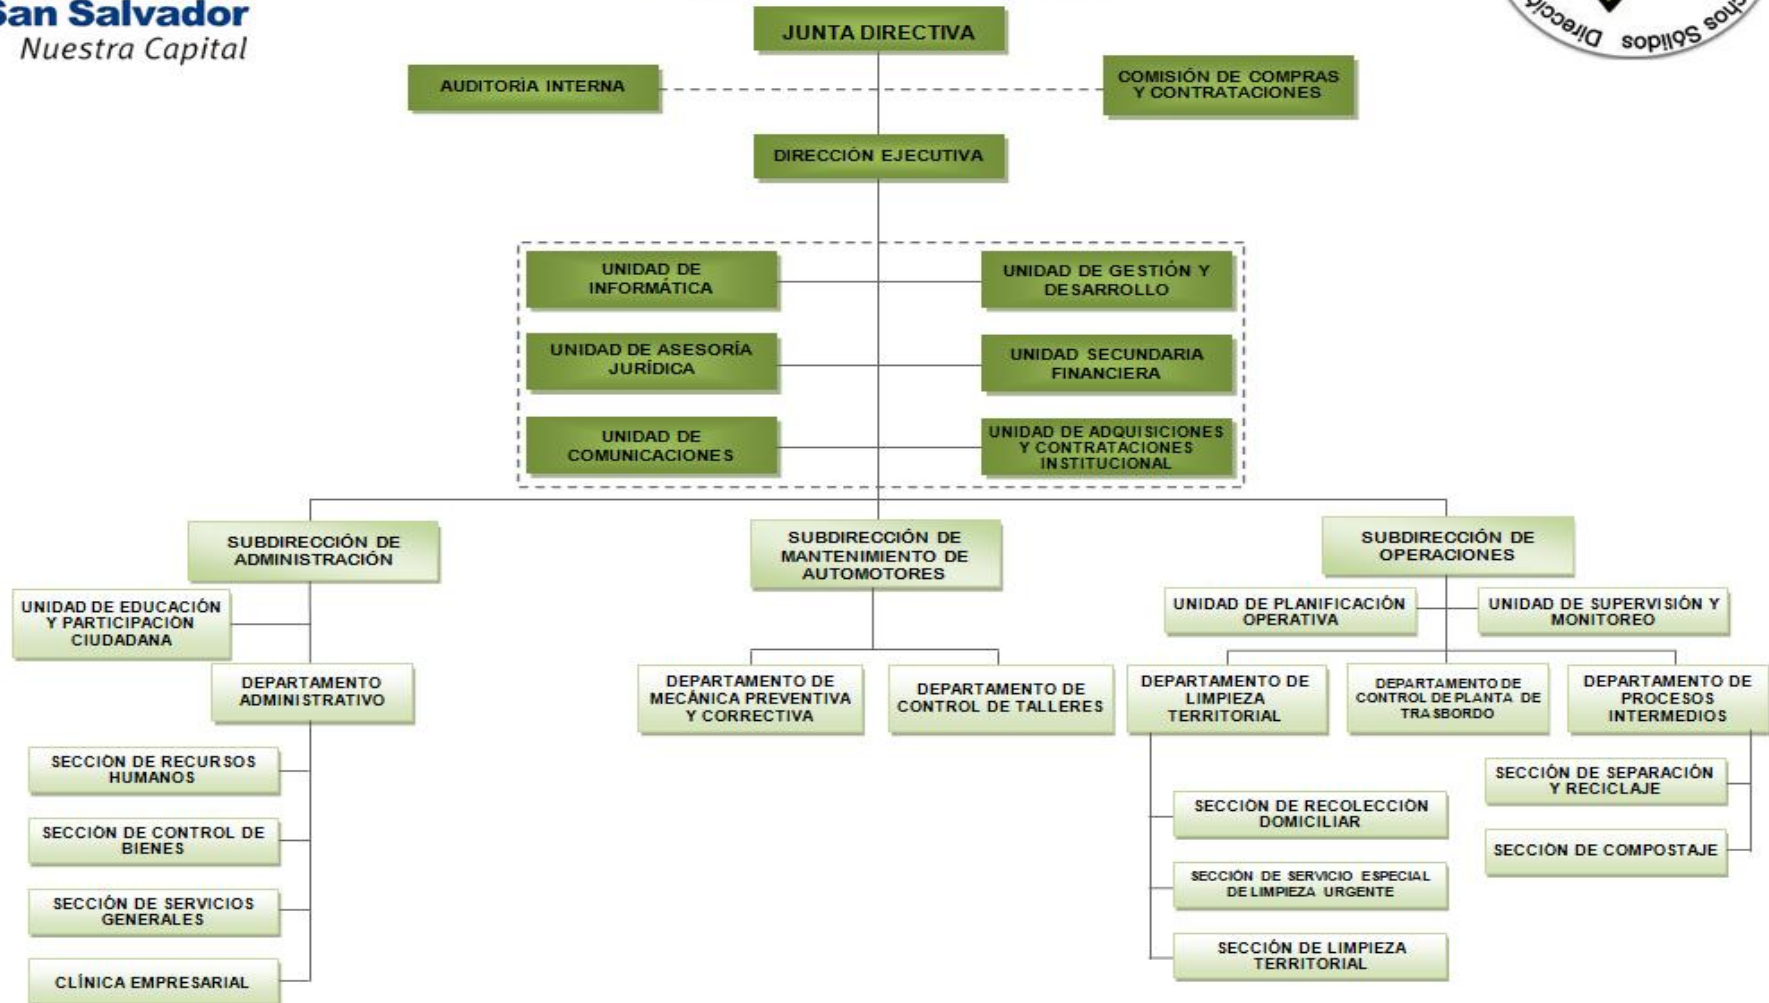 San Salvador
Nuestra Capital
Sólidos
JUNTA DIRECTIVA
AUDITORÌA INTERNA
COMISIÓN DE COMPRAS
Y CONTRATACIONES
DIRECCIÓN EJECUTIVA
UNIDAD DE
INFORMÁTICA
UNIDAD DE GESTIÓN Y
DESARROLLO
UNIDAD DE ASESORÍA
JURÍDICA
UNIDAD SECUNDARIA
FINANCIERA
UNIDAD DE
COMUNICACIONES
UNIDAD DE ADQUISICIONES
Y CONTRATACIONES
INSTITUCIONAL
SUBDIRECCIÓN DE
ADMINISTRACIÓN
SUBDIRECCIÓN DE
MANTENIMIENTO DE
AUTOMOTORES
SUBDIRECCIÓN DE
OPERACIONES
UNIDAD DE EDUCACIÓN
Y PARTICIPACIÓN
CIUDADANA
UNIDAD DE PLANIFICACIÓN
OPERATIVA
UNIDAD DE SUPERVISIÓN Y
MONITOREO
DEPARTAMENTO
ADMINISTRATIVO
DEPARTAMENTO DE
MECÁNICA PREVENTIVA
Y CORRECTIVA
DEPARTAMENTO DE
CONTROL DE TALLERES
DEPARTAMENTO DE
LIMPIEZA
TERRITORIAL
DEPARTAMENTO DE
CONTROL DE PLANTA DE
TRASBORDO
DEPARTAMENTO DE
PROCESOS
INTERMEDIOS
SECCIÓN DE RECURSOS
HUMANOS
SECCIÓN DE CONTROL DE
BIENES
SECCIÓN DE SERVICIOS
GENERALES
CLÍNICA EMPRESARIAL
SECCIÓN DE RECOLECCIÓN
DOMICILIAR
SECCIÓN DE SERVICIO ESPECIAL
DE LIMPIEZA URGENTE
SECCIÓN DE LIMPIEZA
TERRITORIAL
SECCIÓN DE SEPARACIÓN
Y RECICLAJE
SECCIÓN DE COMPOSTAJE